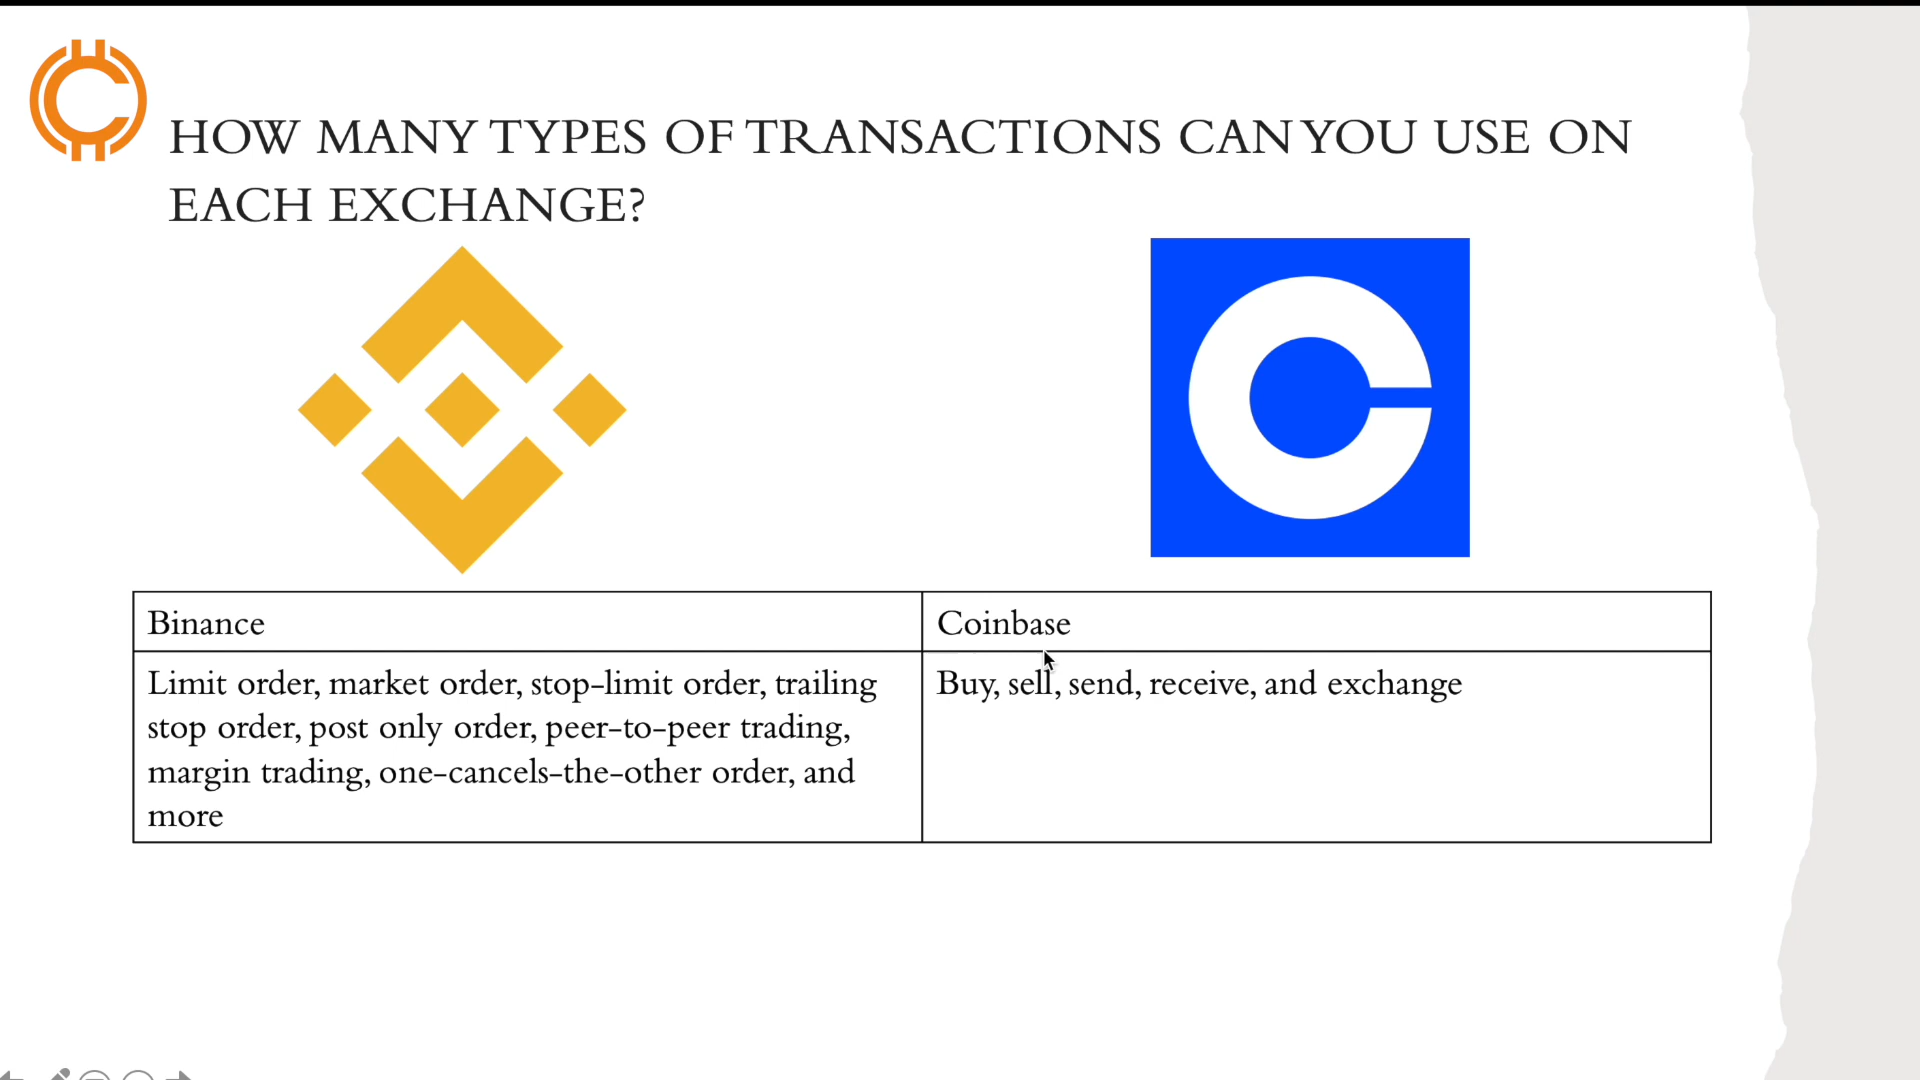 HOW MANY TYPES OF TRANSACTIONS CAN YOU USE ON
EACH EXCHANGE?
Binance
Coinbase
Limit order, market order, stop-limit order, trailing
stop order, post only order, peer-to-peer trading,
margin trading, one-cancels-the-other order, and
more
Buy, sell, send, receive, and exchange